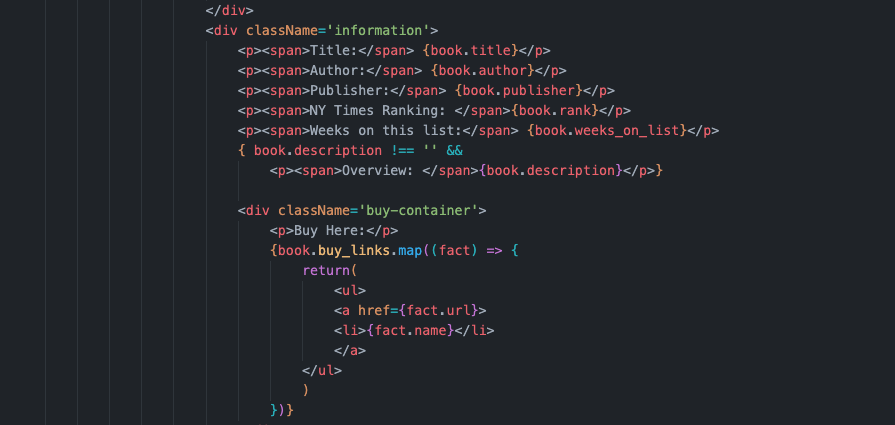 </div>
<div className='information'>
<p><span>Title:</span> {book.title}</p>
<p><span>Author:</span> {book.author}</p>
<p><span>Publisher:</span> {book.publisher}</p>
<p><span>NY Times Ranking: </span>{book.rank}</p>
<p><span>Weeks on this list:</span> {book.weeks_on_list}</p>
{ book.description !== '' &&
<p><span>Overview: </span>{book.description}</p>}
<div className='buy-container'>
<p>Buy Here:</p>
{book.buy_links.map((fact) => {
return(
<ul>
<a href={fact.url}>
<li>{fact.name}</li>
</a>
</ul>
)
})}